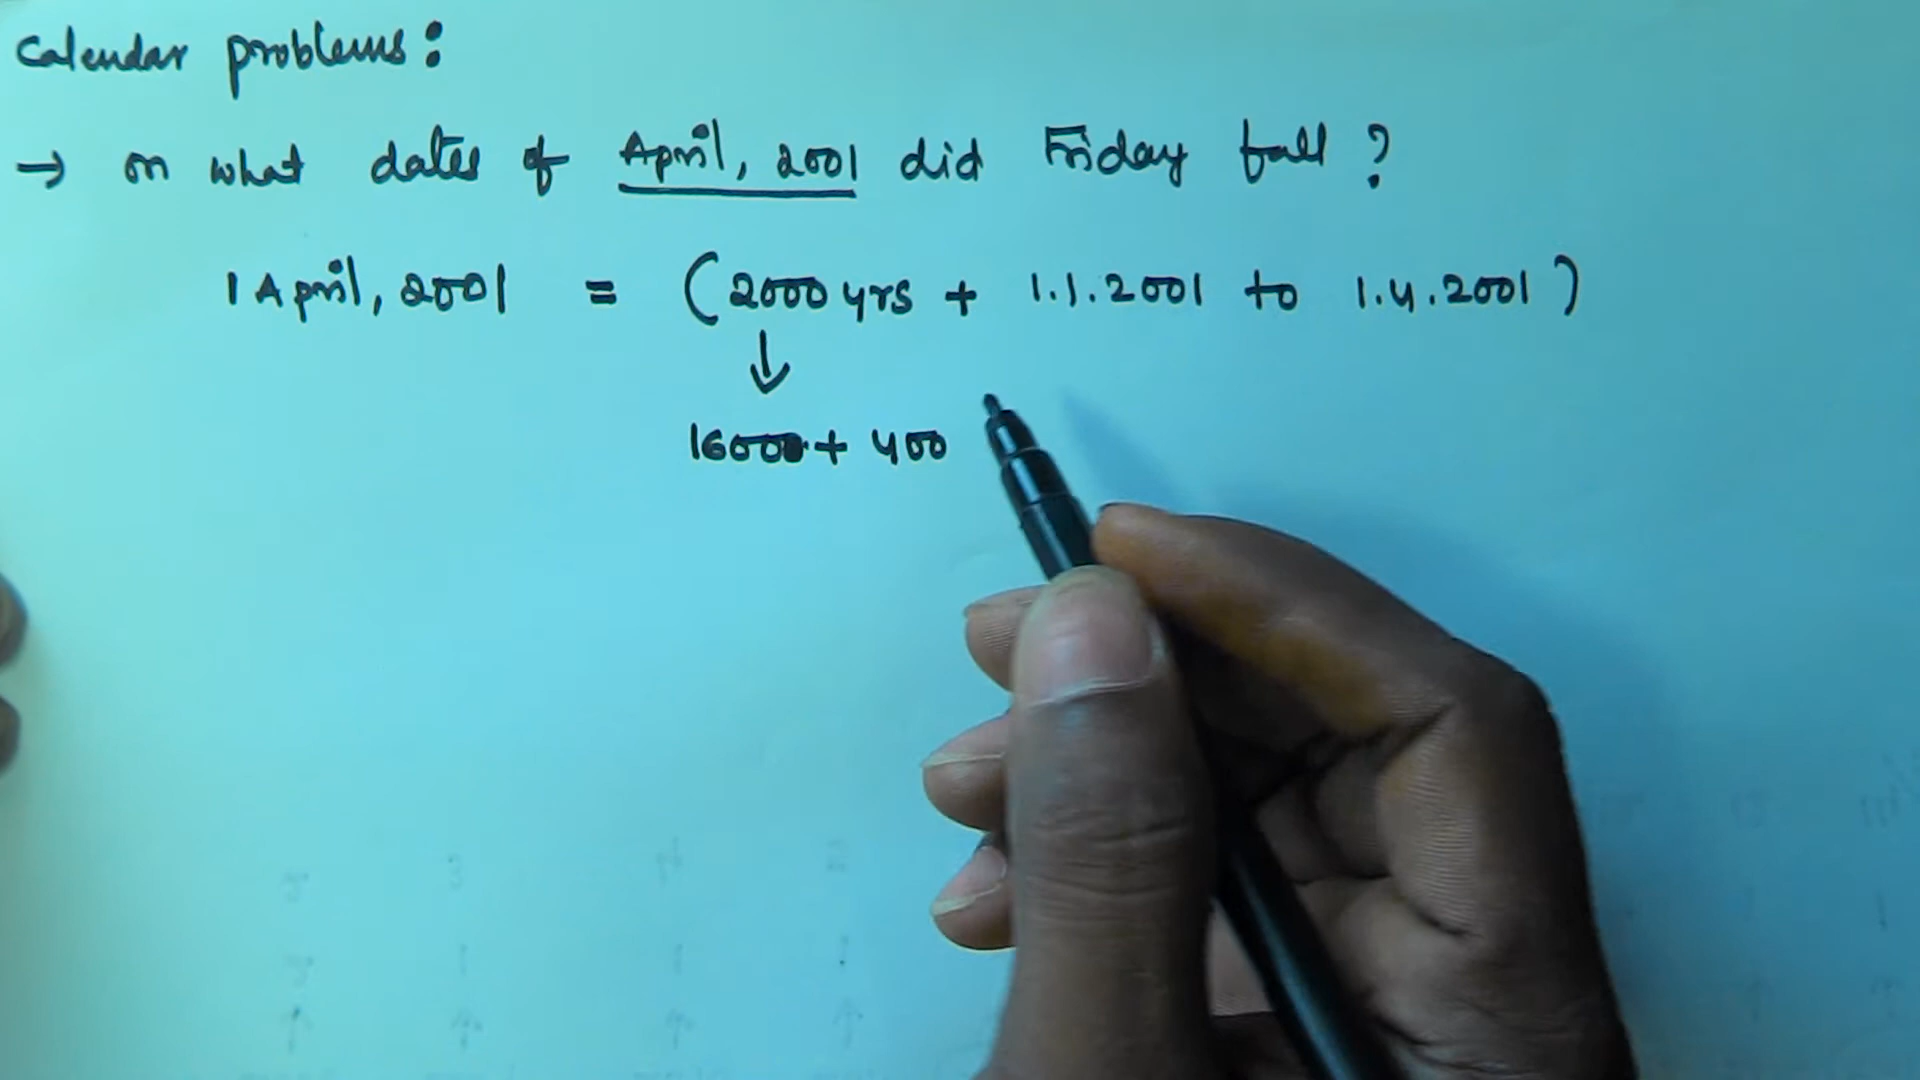 Calendar problems:
→ on what dates of April, 2001 did Friday fall ?
1 April, 2001 = (2000 yrs + 1.1.2001 to 1.4.2001)
↓
1600 + 400